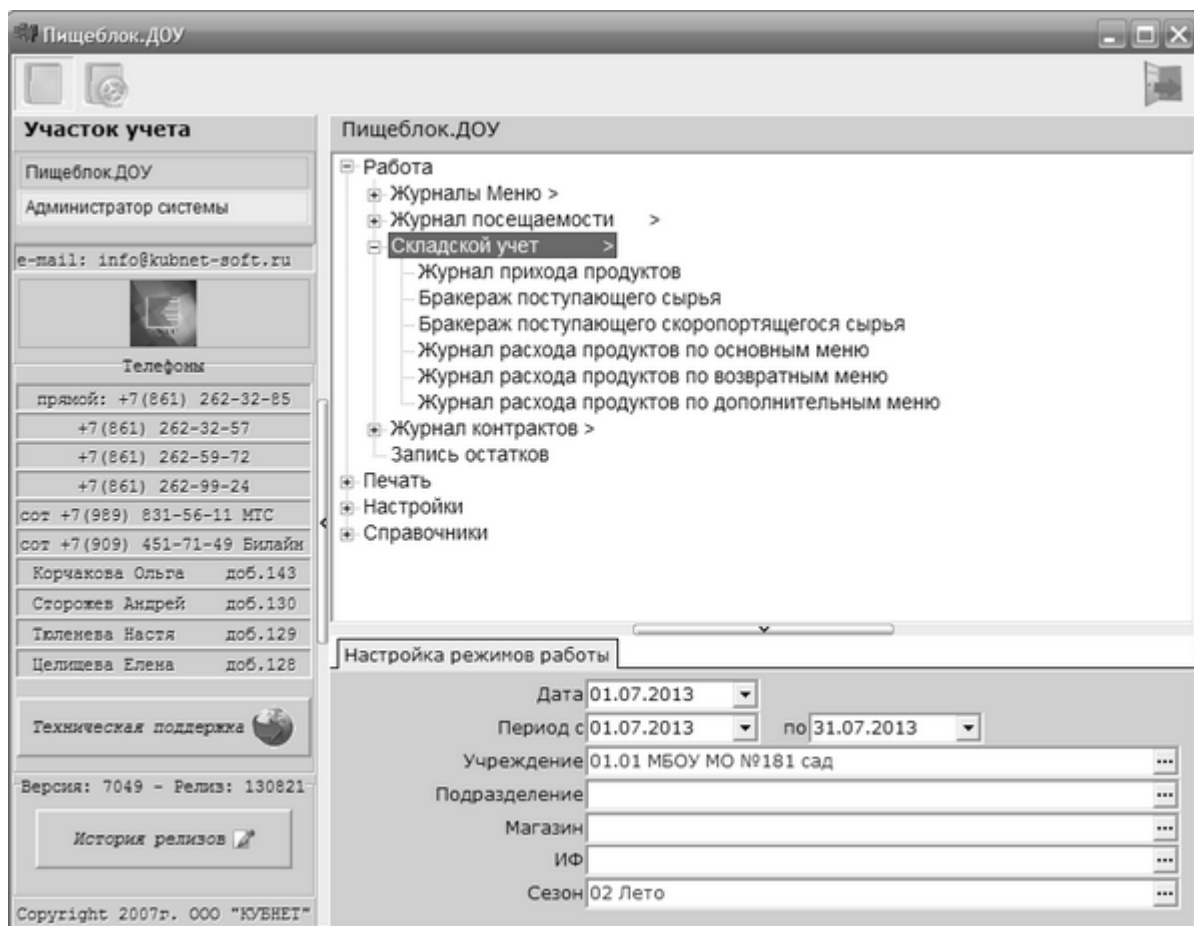 Пищеблок.ДОУ
Участок учета
Пищеблок.ДОУ
Администратор системы
e-mail: info@kubnet-soft.ru
Телефоны
прямой: +7(861) 262-32-85
+7(861) 262-32-57
+7(861) 262-59-72
+7(861) 262-99-24
сот +7(989) 831-56-11 МТС
сот +7(909) 451-71-49 Билайн
Корчакова Ольга доб.143
Сторожев Андрей доб.130
Тюленева Настя доб.129
Целищева Елена доб.128
Техническая поддержка
Версия: 7049 - Релиз: 130821
История релизов
Copyright 2007г. ООО "КУБНЕТ"
Пищеблок.ДОУ
Работа
Журналы Меню >
Журнал посещаемости >
Складской учет >
Журнал прихода продуктов
Бракераж поступающего сырья
Бракераж поступающего скоропортящегося сырья
Журнал расхода продуктов по основным меню
Журнал расхода продуктов по возвратным меню
Журнал расхода продуктов по дополнительным меню
Журнал контрактов >
Запись остатков
Печать
Настройки
Справочники
Настройка режимов работы
Дата 01.07.2013
Период с 01.07.2013 по 31.07.2013
Учреждение 01.01 МБОУ МО №181 сад
Подразделение
Магазин
ИФ
Сезон 02 Лето